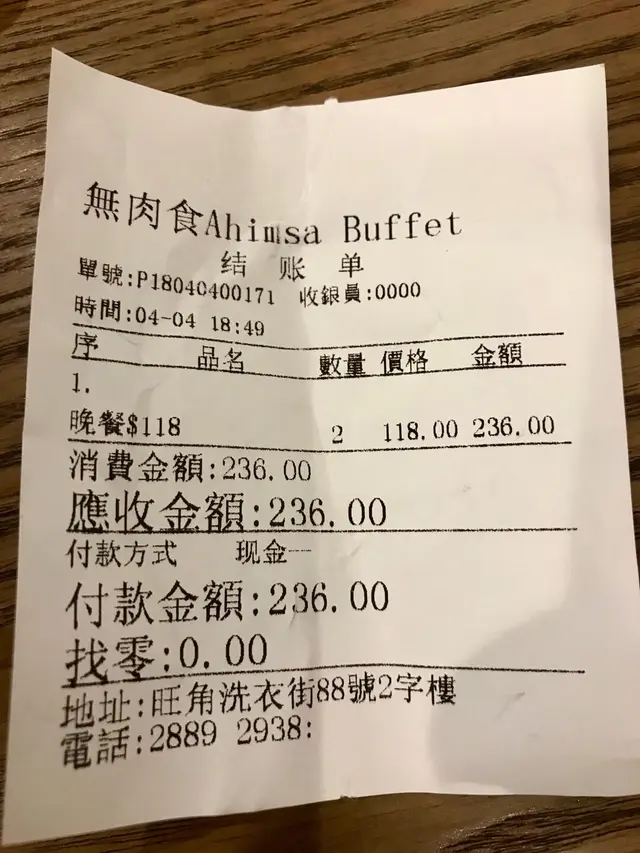 無肉食Ahimsa Buffet
结 账 单
單號:P18040400171 收銀員:0000
時間:04-04 18:49
序 品名 數量 價格 金額
1.
晚餐$118 2 118.00 236.00
消費金額:236.00
應收金額:236.00
付款方式 现金一
付款金額:236.00
找零:0.00
地址:旺角洗衣街88號2字樓
電話:2889 2938: